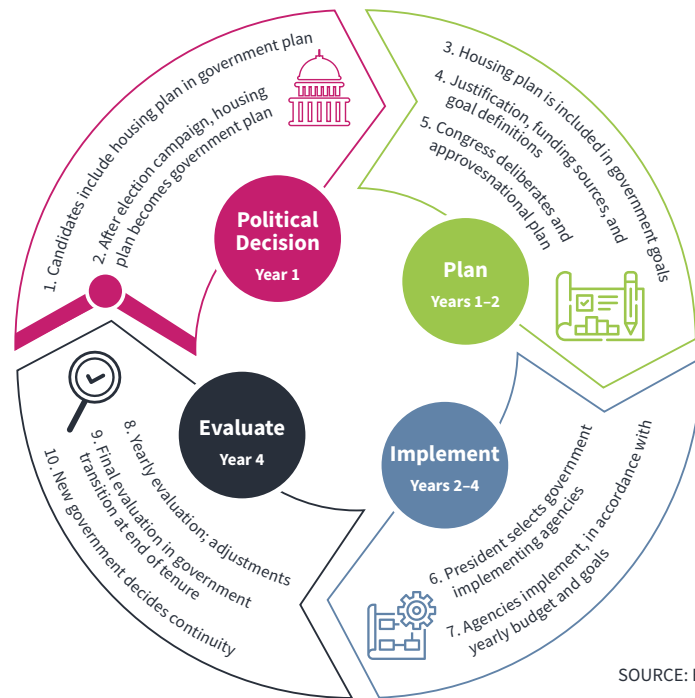 1. Candidates include housing plan in government plan
2. After election campaign, housing
plan becomes government plan
Political
Decision
Year 1
3. Housing plan is included in government goals
4. Justification, funding sources, and
goal definitions
5. Congress deliberates and
approvesnational plan
Plan
Years 1–2
Implement
Years 2–4
6. President selects government
implementing agencies
7. Agencies implement, in accordance with
yearly budget and goals
Evaluate
Year 4
8. Yearly evaluation; adjustments
9. Final evaluation in government
transition at end of tenure
10. New government decides continuity
SOURCE: